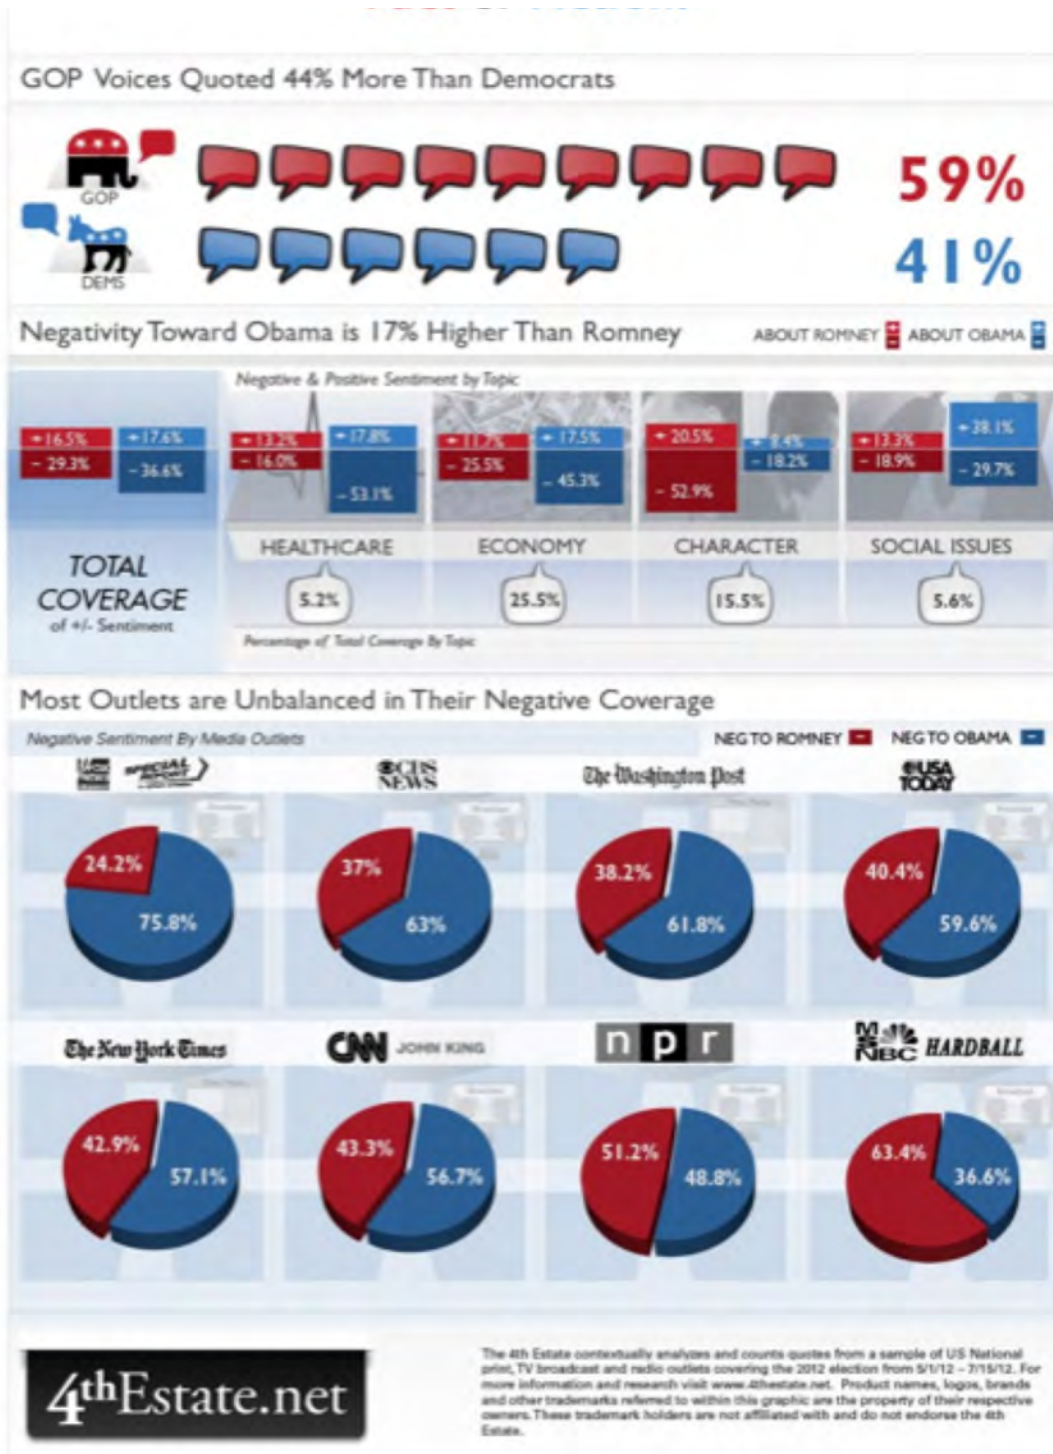 GOP Voices Quoted 44% More Than Democrats
GOP
59%
DEMS
41%
Negativity Toward Obama is 17% Higher Than Romney
ABOUT ROMNEY + - ABOUT OBAMA + -
Negative & Positive Sentiment by Topic
+16.5% +17.6% +13.2% +17.8% +11.7% +17.5% +20.5% +8.4% +13.3% +38.1%
- 29.3% -36.6% - 16.0% - 53.1% - 25.5% - 45.3% - 52.9% - 18.2% - 18.9% - 29.7%
HEALTHCARE ECONOMY CHARACTER SOCIAL ISSUES
TOTAL
COVERAGE
of +/- Sentiment
5.2% 25.5% 15.5% 5.6%
Percentage of Total Coverage By Topic
Most Outlets are Unbalanced in Their Negative Coverage
Negative Sentiment By Media Outlets
NEG TO ROMNEY - NEG TO OBAMA -
SPECIAL REPORT
CBS NEWS
The Washington Post
USA TODAY
24.2% 37% 38.2% 40.4%
75.8% 63% 61.8% 59.6%
The New York Times
CNN JOHN KING
npr
MSNBC HARDBALL
42.9% 43.3% 51.2% 63.4%
57.1% 56.7% 48.8% 36.6%
4thEstate.net
The 4th Estate contextually analyzes and counts quotes from a sample of US National
print, TV broadcast and radio outlets covering the 2012 election from 5/1/12 – 7/15/12. For
more information and research visit www.4thestate.net. Product names, logos, brands
and other trademarks referred to within this graphic are the property of their respective
owners. These trademark holders are not affiliated with and do not endorse the 4th
Estate.